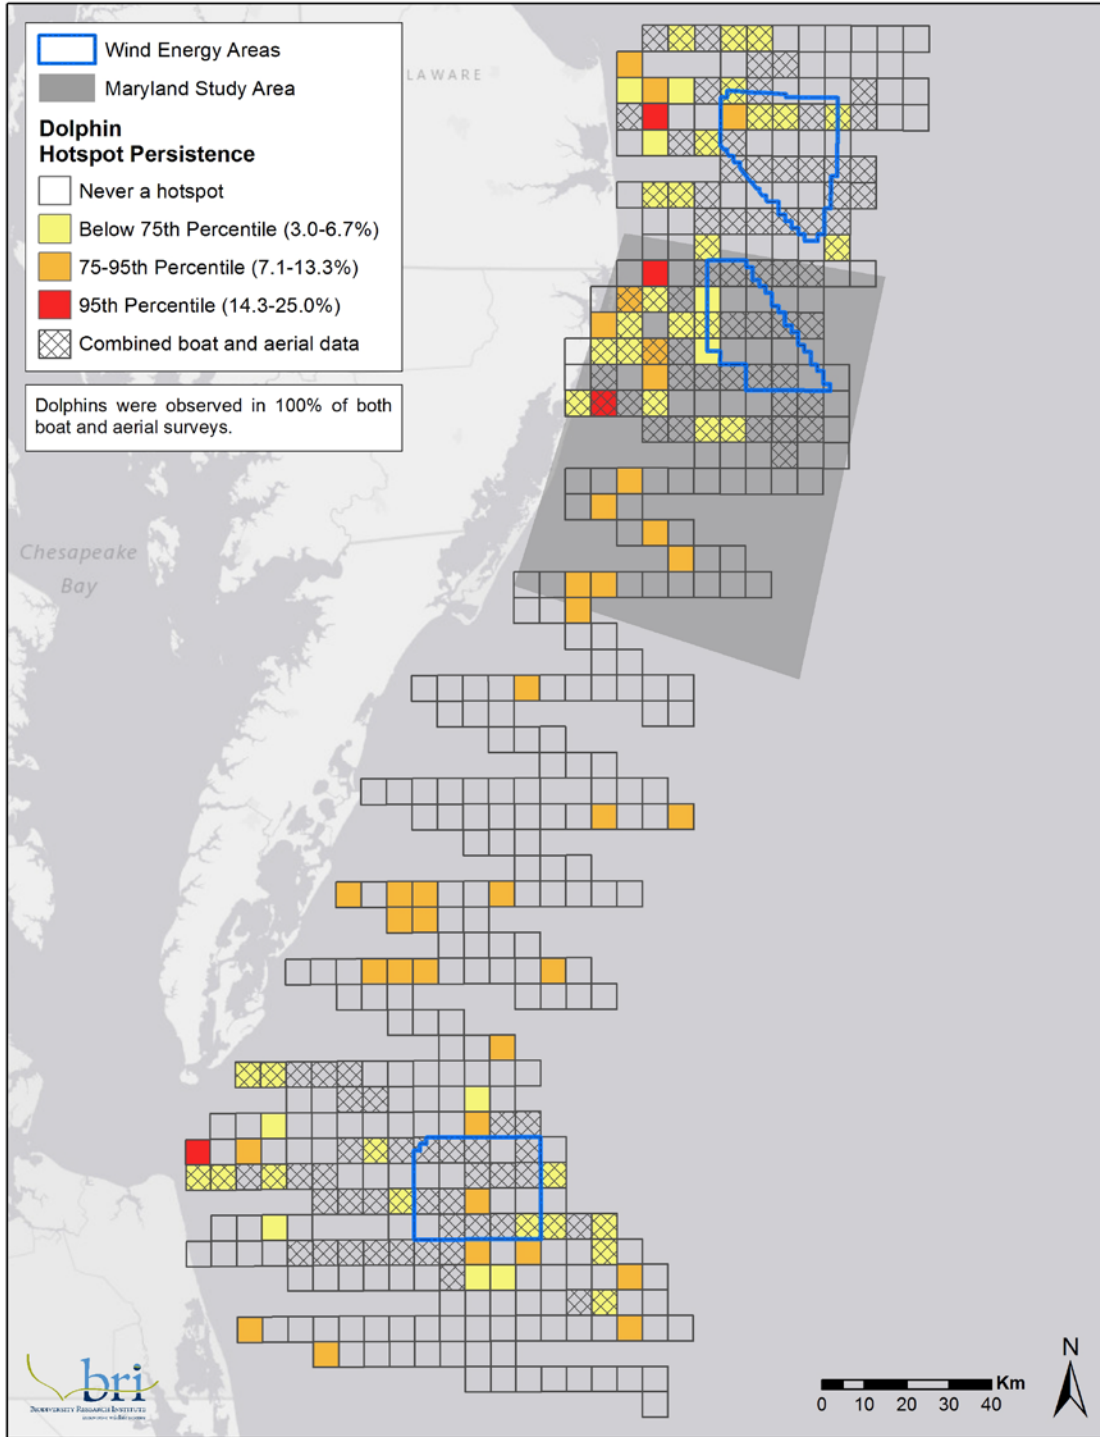 Wind Energy Areas
Maryland Study Area
Dolphin
Hotspot Persistence
Never a hotspot
Below 75th Percentile (3.0-6.7%)
75-95th Percentile (7.1-13.3%)
95th Percentile (14.3-25.0%)
Combined boat and aerial data
Dolphins were observed in 100% of both
boat and aerial surveys.
LAWARE
Chesapeake
Bay
bri
BIODIVERSITY RESEARCH INSTITUTE
N
Km
0 10 20 30 40